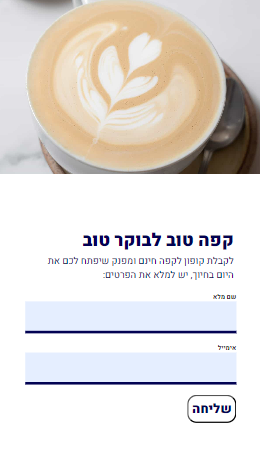 קפה טוב לבוקר טוב
לקבלת קופון לקפה חינם ומפנק שיפתח לכם את
היום בחיוך, יש למלא את הפרטים:
שם מלא
אימייל
שליחה